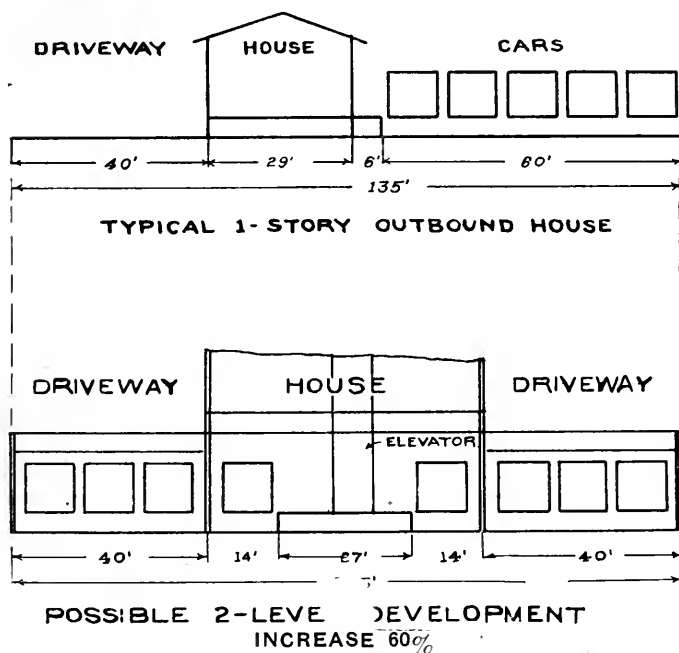 DRIVEWAY HOUSE CARS
40' 29' 6' 60'
135'
TYPICAL 1-STORY OUTBOUND HOUSE
DRIVEWAY HOUSE DRIVEWAY
ELEVATOR
40' 14' 27' 14' 40'
POSSIBLE 2-LEVE DEVELOPMENT
INCREASE 60%